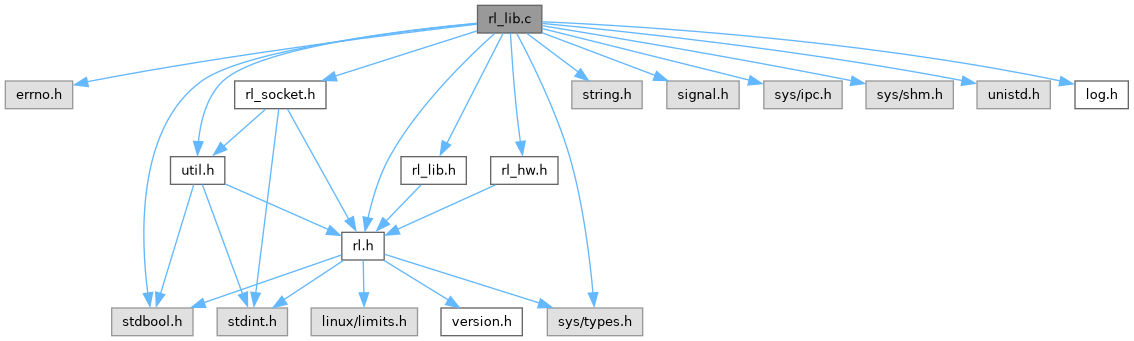 rl_lib.c
errno.h
rl_socket.h
string.h
signal.h
sys/ipc.h
sys/shm.h
unistd.h
log.h
util.h
rl_lib.h
rl_hw.h
rl.h
stdbool.h
stdint.h
linux/limits.h
version.h
sys/types.h